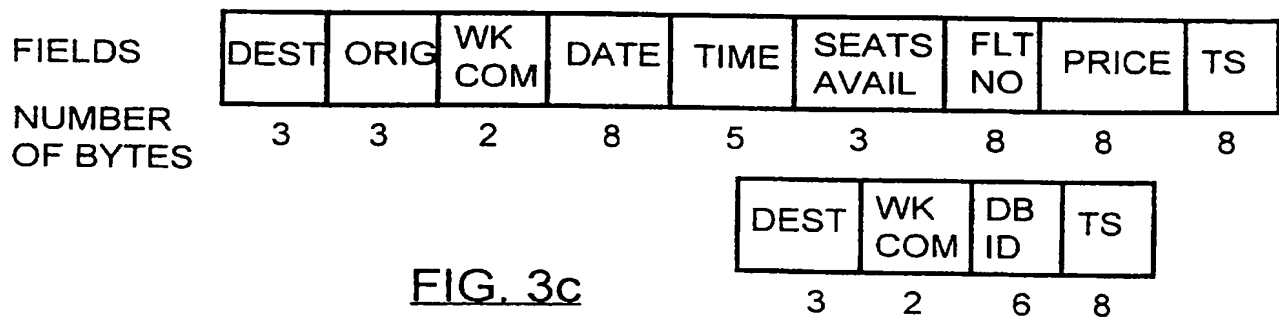 FIELDS DEST ORIG WK COM DATE TIME SEATS AVAIL FLT NO PRICE TS
NUMBER OF BYTES 3 3 2 8 5 3 8 8 8
DEST WK COM DB ID TS
3 2 6 8
FIG. 3c